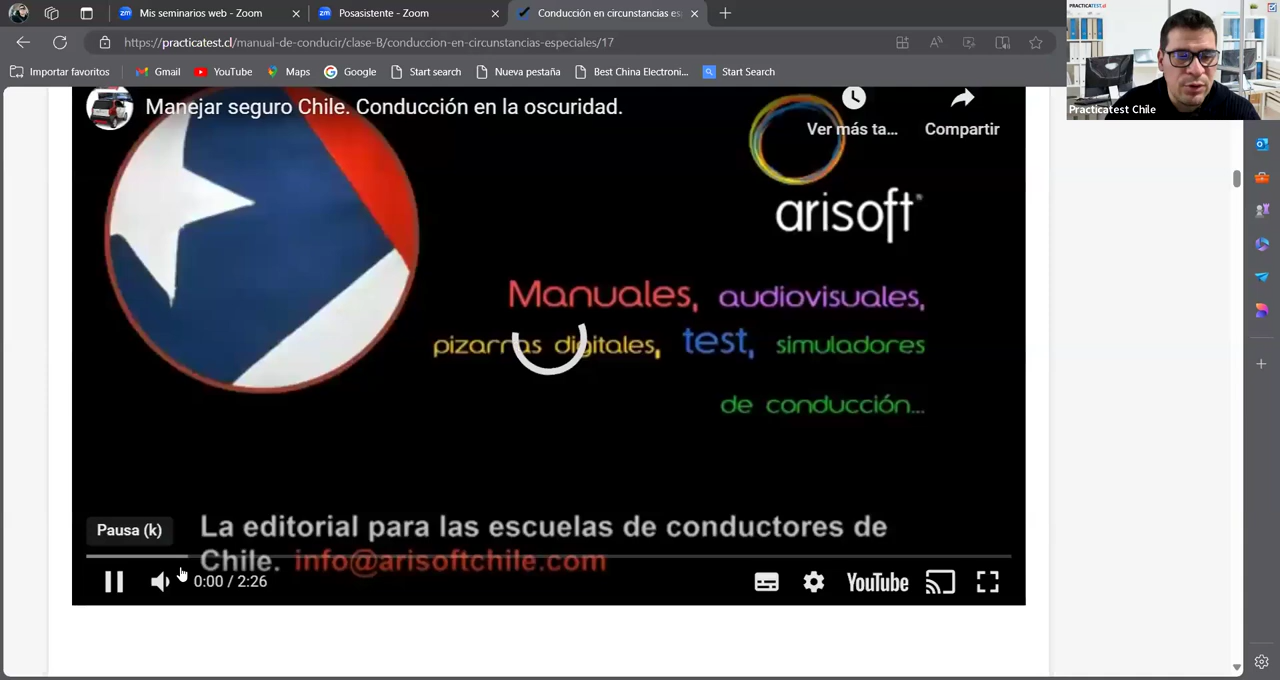 Mis seminarios web - Zoom
Posasistente - Zoom
Conducción en circunstancias es
https://practicatest.cl/manual-de-conducir/clase-B/conduccion-en-circunstancias-especiales/17
Importar favoritos
Gmail
YouTube
Maps
Google
Start search
Nueva pestaña
Best China Electroni...
Start Search
PRACTICATEST.cl
Practicatest Chile
Manejar seguro Chile. Conducción en la oscuridad.
Ver más ta...
Compartir
arisoft
Manuales, audiovisuales,
pizarras digitales, test, simuladores
de conducción...
Pausa (k)
La editorial para las escuelas de conductores de
Chile. info@arisoftchile.com
0:00 / 2:26
YouTube